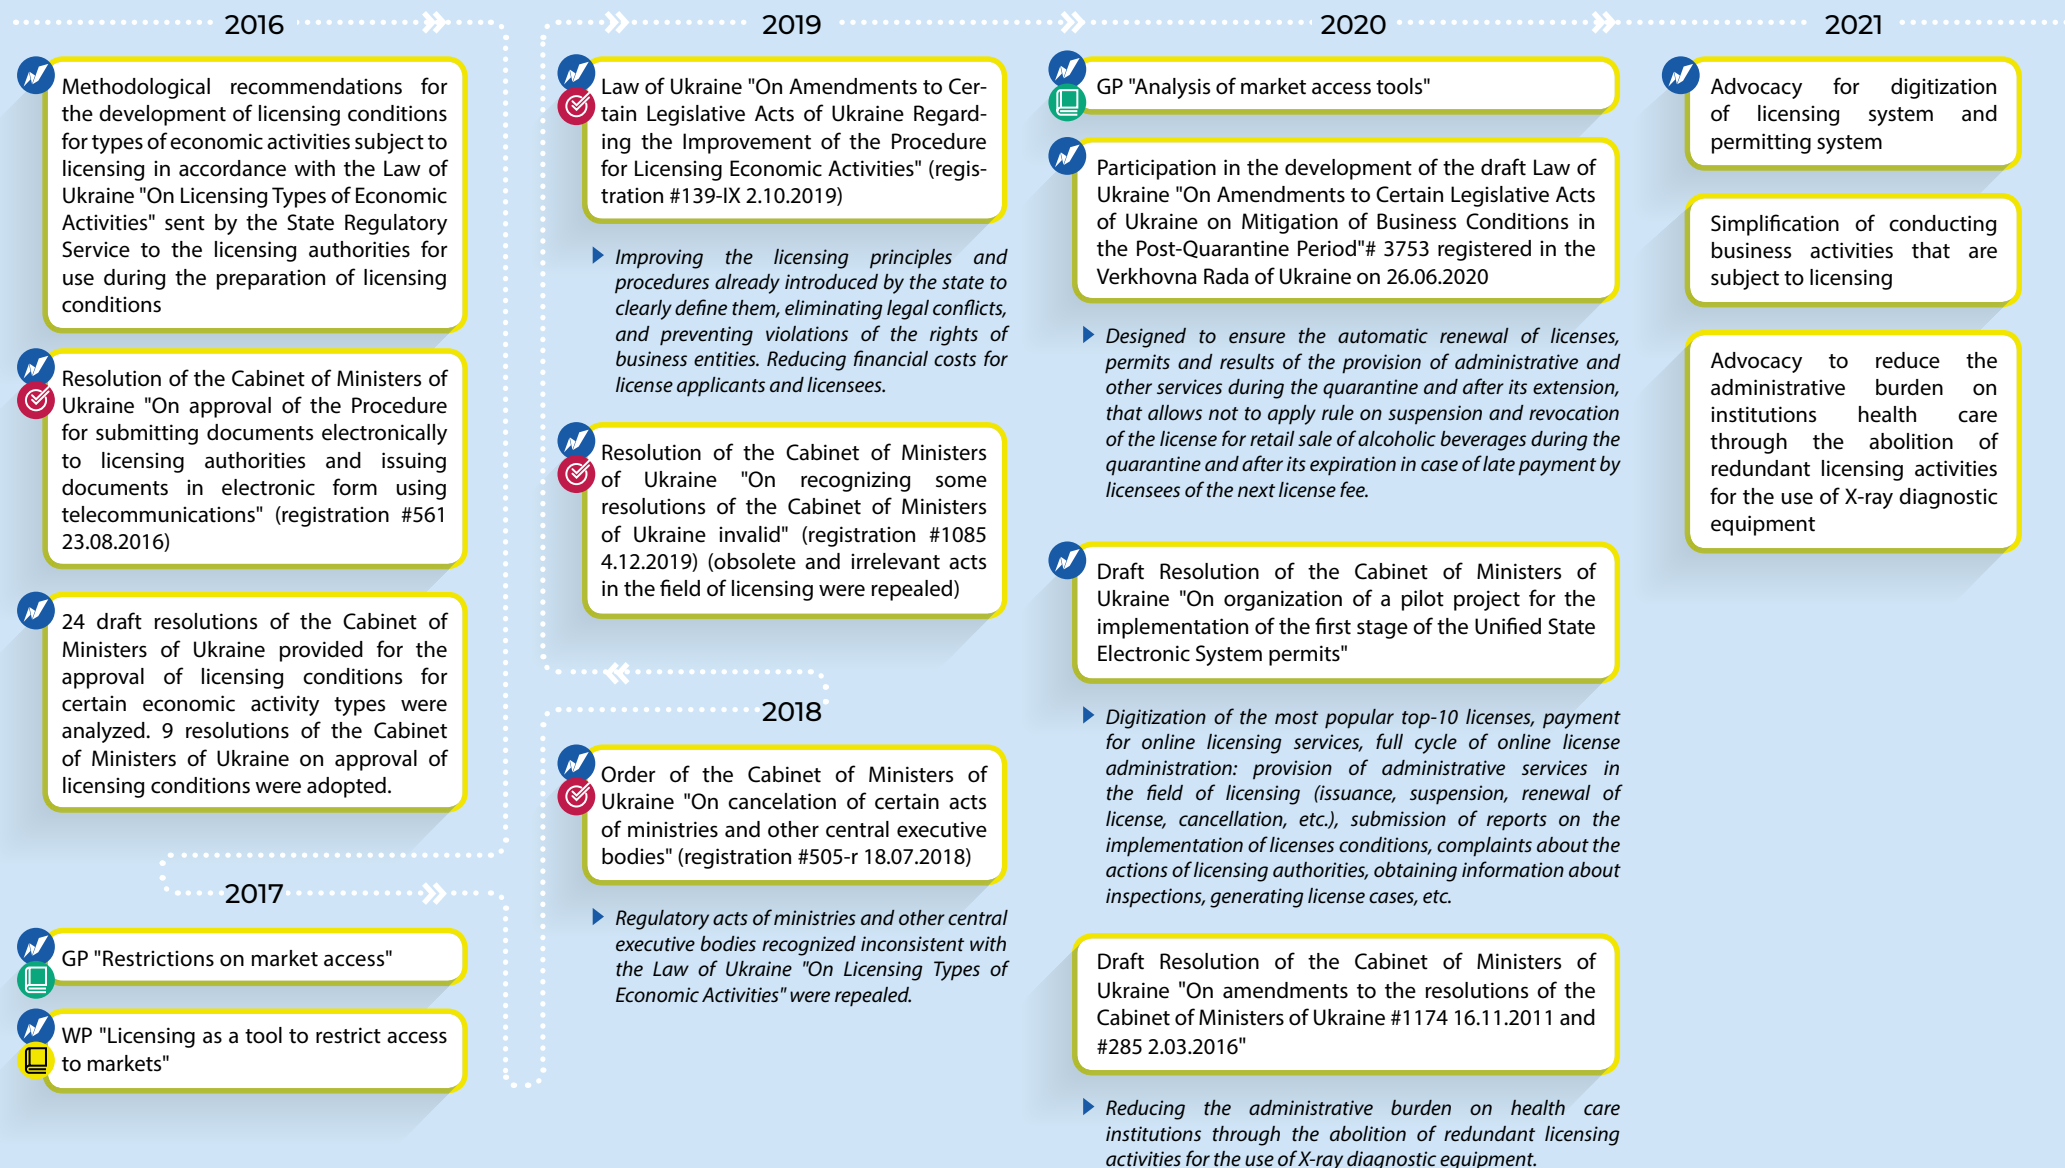 2016
Methodological recommendations for
the development of licensing conditions
for types of economic activities subject to
licensing in accordance with the Law of
Ukraine "On Licensing Types of Economic
Activities" sent by the State Regulatory
Service to the licensing authorities for
use during the preparation of licensing
conditions
Resolution of the Cabinet of Ministers of
Ukraine "On approval of the Procedure
for submitting documents electronically
to licensing authorities and issuing
documents in electronic form using
telecommunications" (registration #561
23.08.2016)
24 draft resolutions of the Cabinet of
Ministers of Ukraine provided for the
approval of licensing conditions for
certain economic activity types were
analyzed. 9 resolutions of the Cabinet
of Ministers of Ukraine on approval of
licensing conditions were adopted.
2017
GP "Restrictions on market access"
WP "Licensing as a tool to restrict access
to markets"
2018
Order of the Cabinet of Ministers of
Ukraine "On cancelation of certain acts
of ministries and other central executive
bodies" (registration #505-r 18.07.2018)
Regulatory acts of ministries and other central
executive bodies recognized inconsistent with
the Law of Ukraine "On Licensing Types of
Economic Activities" were repealed.
2019
Law of Ukraine "On Amendments to Cer-
tain Legislative Acts of Ukraine Regard-
ing the Improvement of the Procedure
for Licensing Economic Activities" (regis-
tration #139-IX 2.10.2019)
Improving the licensing principles and
procedures already introduced by the state to
clearly define them, eliminating legal conflicts,
and preventing violations of the rights of
business entities. Reducing financial costs for
license applicants and licensees.
Resolution of the Cabinet of Ministers
of Ukraine "On recognizing some
resolutions of the Cabinet of Ministers
of Ukraine invalid" (registration #1085
4.12.2019) (obsolete and irrelevant acts
in the field of licensing were repealed)
2020
GP "Analysis of market access tools"
Participation in the development of the draft Law of
Ukraine "On Amendments to Certain Legislative Acts
of Ukraine on Mitigation of Business Conditions in
the Post-Quarantine Period"# 3753 registered in the
Verkhovna Rada of Ukraine on 26.06.2020
Designed to ensure the automatic renewal of licenses,
permits and results of the provision of administrative and
other services during the quarantine and after its extension,
that allows not to apply rule on suspension and revocation
of the license for retail sale of alcoholic beverages during the
quarantine and after its expiration in case of late payment by
licensees of the next license fee.
Draft Resolution of the Cabinet of Ministers of
Ukraine "On organization of a pilot project for the
implementation of the first stage of the Unified State
Electronic System permits"
Digitization of the most popular top-10 licenses, payment
for online licensing services, full cycle of online license
administration: provision of administrative services in
the field of licensing (issuance, suspension, renewal of
license, cancellation, etc.), submission of reports on the
implementation of licenses conditions, complaints about the
actions of licensing authorities, obtaining information about
inspections, generating license cases, etc.
Draft Resolution of the Cabinet of Ministers of
Ukraine "On amendments to the resolutions of the
Cabinet of Ministers of Ukraine #1174 16.11.2011 and
#285 2.03.2016"
Reducing the administrative burden on health care
institutions through the abolition of redundant licensing
activities for the use of X-ray diagnostic equipment.
2021
Advocacy for digitization
of licensing system and
permitting system
Simplification of conducting
business activities that are
subject to licensing
Advocacy to reduce the
administrative burden on
institutions health care
through the abolition of
redundant licensing activities
for the use of X-ray diagnostic
equipment